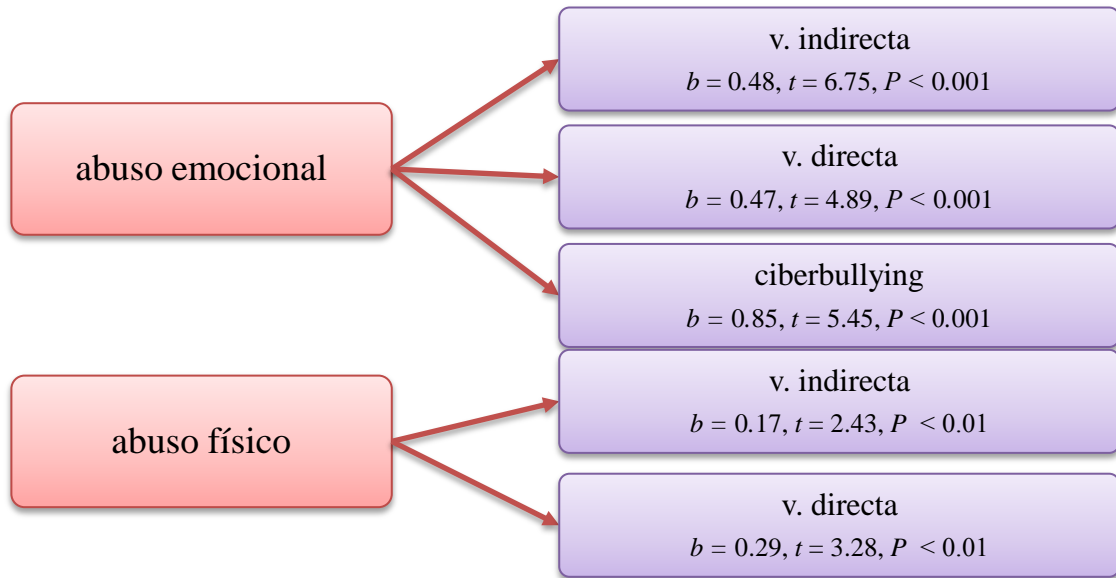 abuso emocional
v. indirecta
b = 0.48, t = 6.75, P < 0.001
v. directa
b = 0.47, t = 4.89, P < 0.001
ciberbullying
b = 0.85, t = 5.45, P < 0.001
abuso físico
v. indirecta
b = 0.17, t = 2.43, P < 0.01
v. directa
b = 0.29, t = 3.28, P < 0.01